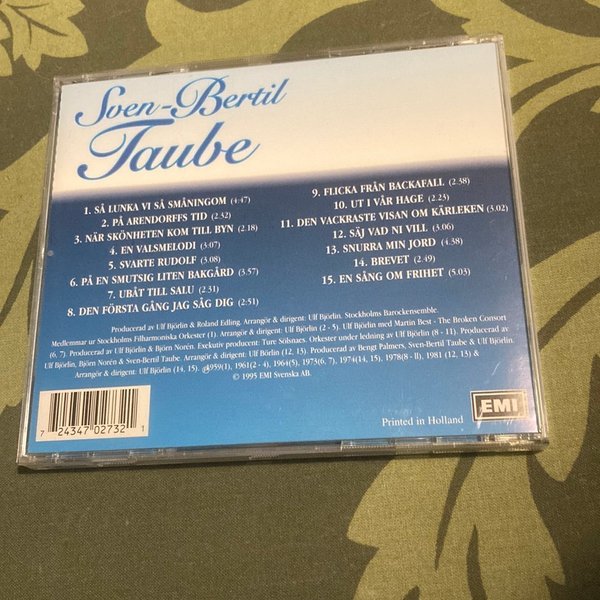 Sven-Bertil
Taube
1. SÅ LUNKA VI SÅ SMÅNINGOM (4:47)
2. PÅ ARENDORFFS TID (2.32)
3. NÄR SKÖNHETEN KOM TILL BYN (2.18)
4. EN VALSMELODI (3:07)
5. SVARTE RUDOLF (3.08)
6. PÅ EN SMUTSIG LITEN BAKGÅRD (3.57)
7. UBÅT TILL SALU (2.51)
8. DEN FÖRSTA GÅNG JAG SÅG DIG (2:51)
9. FLICKA FRÅN BACKAFALL (2.38)
10. UT I VÅR HAGE (2.23)
11. DEN VACKRASTE VISAN OM KÄRLEKEN (3.02)
12. SÄJ VAD NI VILL (3.06)
13. SNURRA MIN JORD (4.38)
14. BREVET (2.49)
15. EN SÅNG OM FRIHET (5.03)
Producerad av Ulf Björlin & Roland Edling. Arrangör & dirigent: Ulf Björlin. Stockholms Barockensemble.
Medlemmar ur Stockholms Filharmoniska Orkester (1). Arrangör & dirigent: Ulf Björlin (2 - 5). Ulf Björlin med Martin Best - The Broken Consort
(6, 7). Producerad av Ulf Björlin & Björn Norén. Exekutiv producent: Ture Sölsnaes. Orkester under ledning av Ulf Björlin (8 - 11). Producerad av
Ulf Björlin, Björn Norén & Sven-Bertil Taube. Arrangör & dirigent: Ulf Björlin (12, 13). Producerad av Bengt Palmers, Sven-Bertil Taube & Ulf Björlin.
Arrangör & dirigent: Ulf Björlin (14, 15). 1959(1), 1961(2 - 4), 1965(5), 1973(6, 7), 1974(14, 15), 1978(8 - 11), 1981 (12, 13) &
© 1995 EMI Svenska AB.
7 24347 02732 1
Printed in Holland
EMI